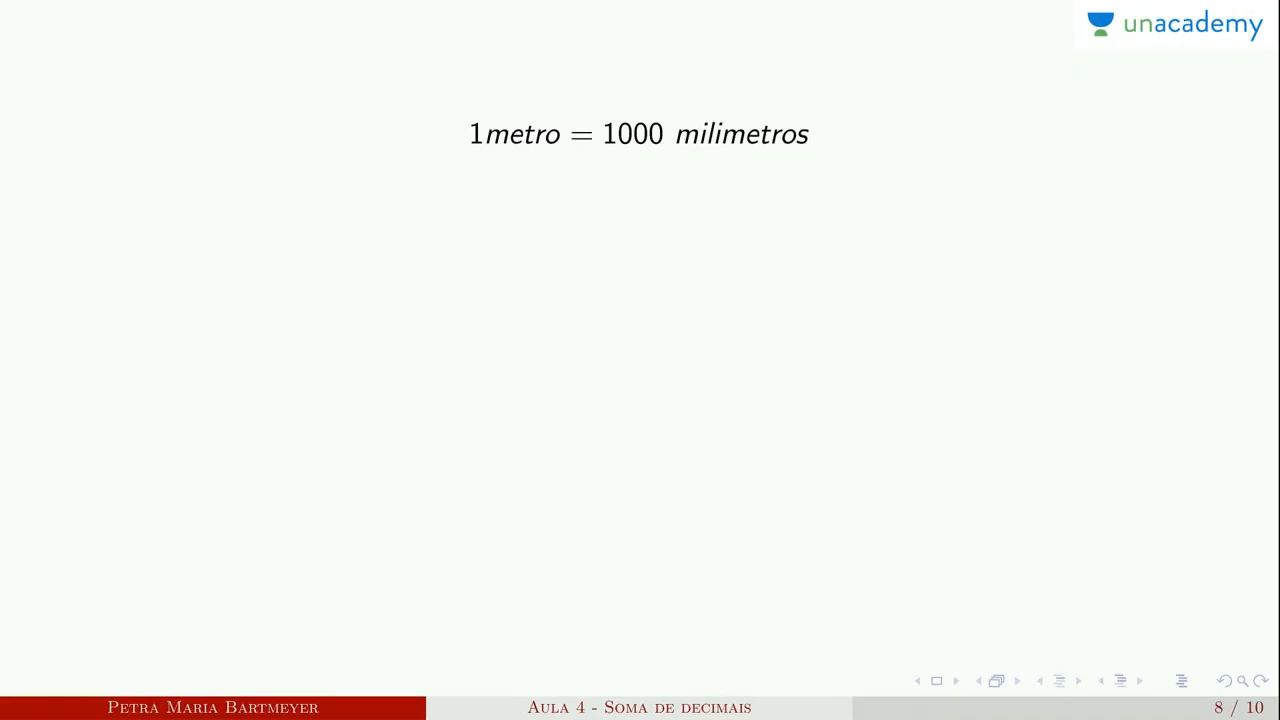 unacademy
1metro = 1000 milimetros
Petra Maria Bartmeyer
Aula 4 - Soma de decimais
8 / 10